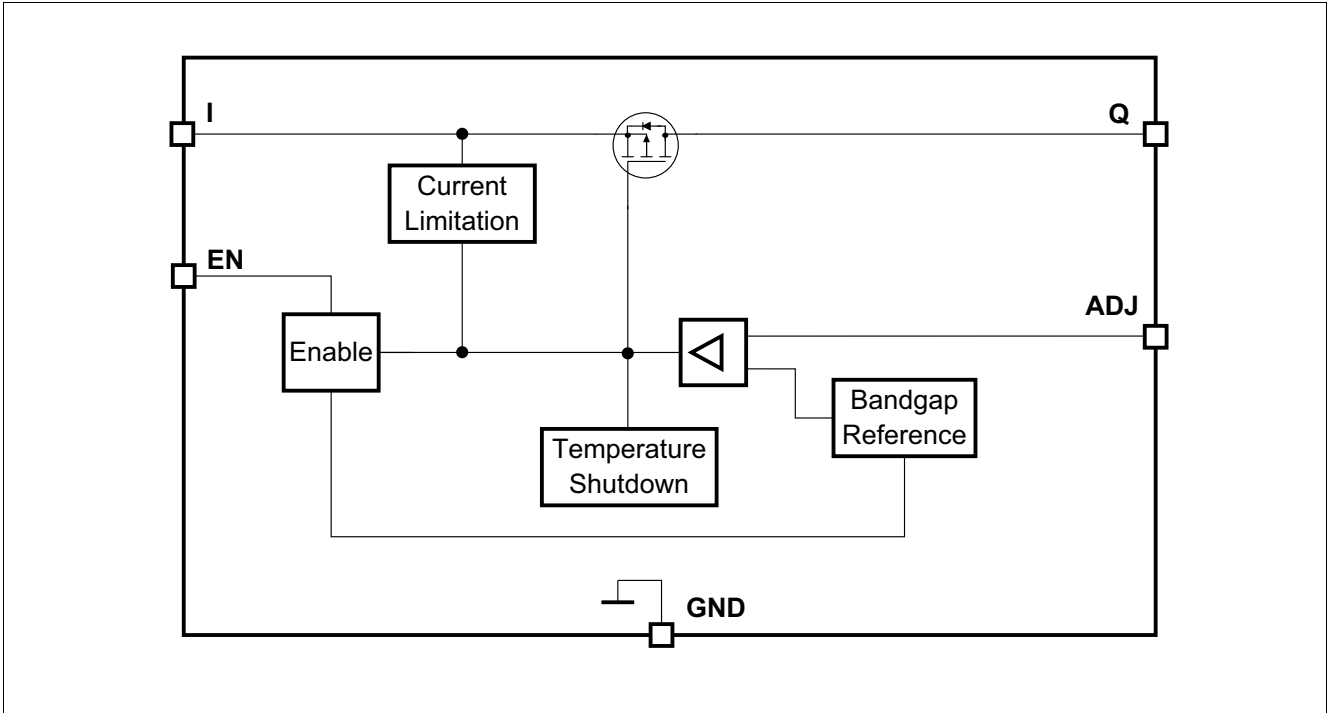 I
Q
Current
Limitation
EN
ADJ
Enable
Bandgap
Reference
Temperature
Shutdown
GND